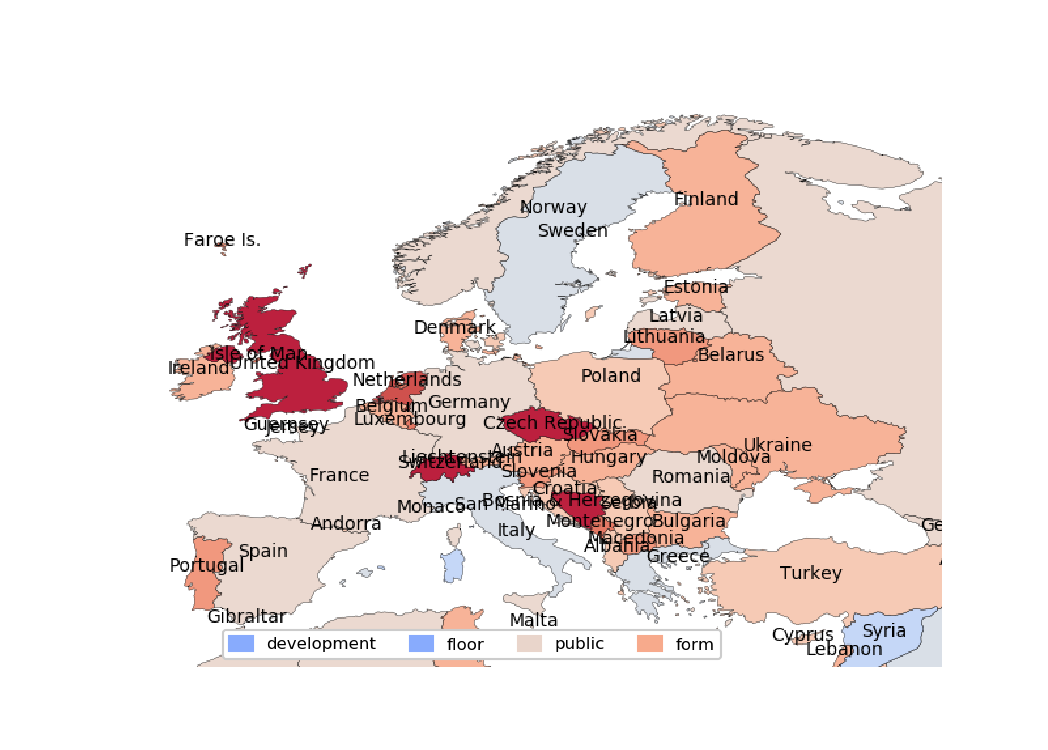 Norway
Finland
Sweden
Faroe Is.
Estonia
Latvia
Denmark
Lithuania
Isle of Man
Belarus
United Kingdom
Ireland
Netherlands
Poland
Belgium
Germany
Luxembourg
Guernsey
Jersey
Czech Republic
Slovakia
Ukraine
Austria
Liechtenstein
Switzerland
Hungary
Moldova
Slovenia
France
Romania
Croatia
Bosnia & Herzegovina
Serbia
Monaco
San Marino
Andorra
Italy
Montenegro
Bulgaria
Ge
Macedonia
Albania
Greece
Spain
Portugal
Turkey
Gibraltar
Malta
Cyprus
Syria
Lebanon
development
floor
public
form